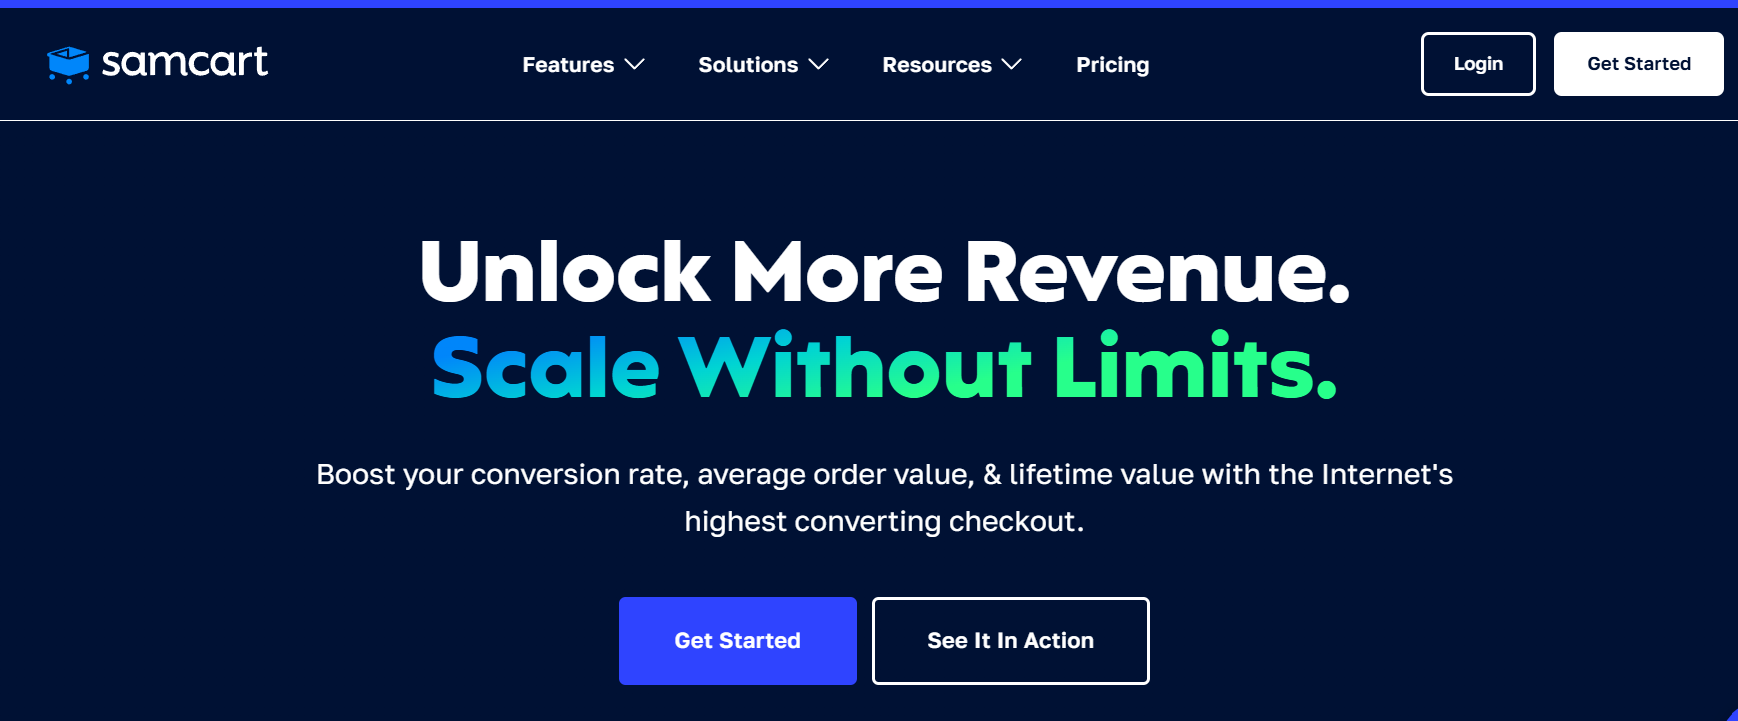 samcart
Features
Solutions
Resources
Pricing
Login
Get Started
Unlock More Revenue.
Scale Without Limits.
Boost your conversion rate, average order value, & lifetime value with the Internet's
highest converting checkout.
Get Started
See It In Action